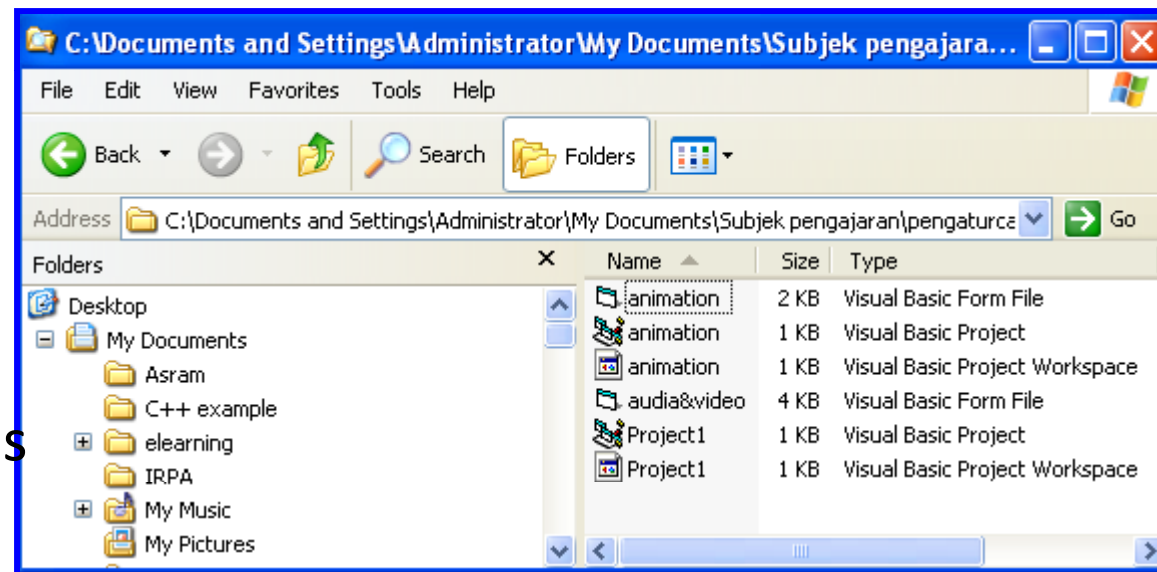 C:\Documents and Settings\Administrator\My Documents\Subjek pengajara...
File Edit View Favorites Tools Help
Back Search Folders
Address C:\Documents and Settings\Administrator\My Documents\Subjek pengajaran\pengaturca Go
Folders
Desktop
My Documents
Asram
C++ example
elearning
IRPA
My Music
My Pictures
Name Size Type
animation 2 KB Visual Basic Form File
animation 1 KB Visual Basic Project
animation 1 KB Visual Basic Project Workspace
audia&video 4 KB Visual Basic Form File
Project1 1 KB Visual Basic Project
Project1 1 KB Visual Basic Project Workspace
s